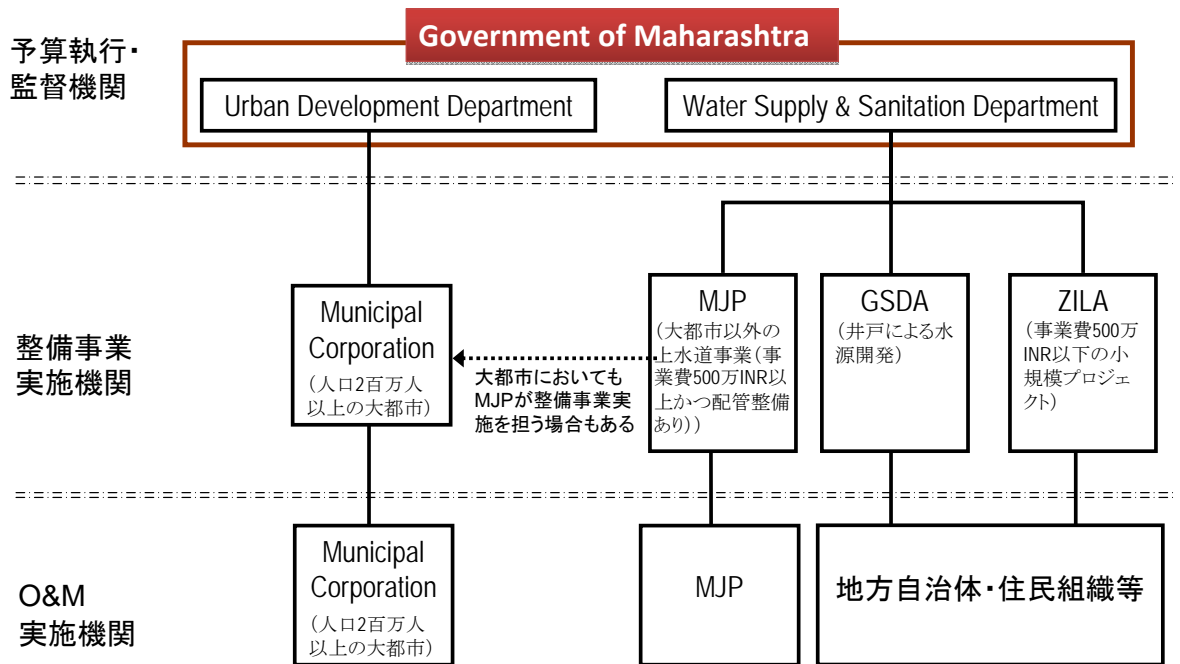 Government of Maharashtra
予算執行・
監督機関
Urban Development Department
Water Supply & Sanitation Department
整備事業
実施機関
Municipal
Corporation
（人口2百万人
以上の大都市）
大都市においても
MJPが整備事業実
施を担う場合もある
MJP
（大都市以外の
上水道事業（事
業費500万INR以
上かつ配管整備
あり））
GSDA
（井戸による水
源開発）
ZILA
（事業費500万
INR以下の小
規模プロジェ
クト）
O&M
実施機関
Municipal
Corporation
（人口2百万人
以上の大都市）
MJP
地方自治体・住民組織等